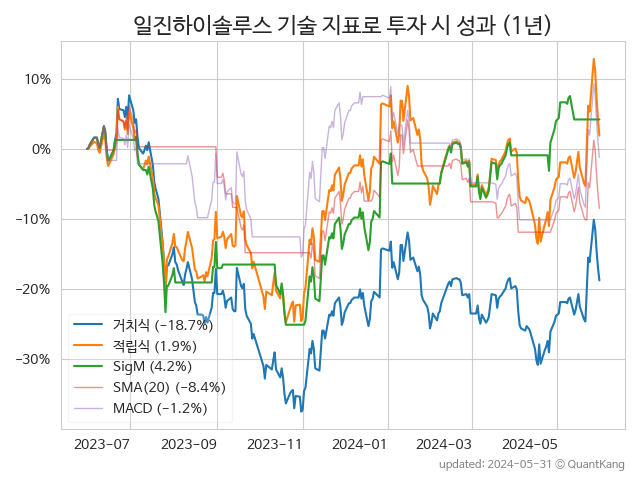 일진하이솔루스 기술 지표로 투자 시 성과 (1년)
10%
0%
−10%
−20%
−30%
거치식 (−18.7%)
적립식 (1.9%)
SigM (4.2%)
SMA(20) (−8.4%)
MACD (−1.2%)
2023-07 2023-09 2023-11 2024-01 2024-03 2024-05
updated: 2024-05-31 © QuantKang